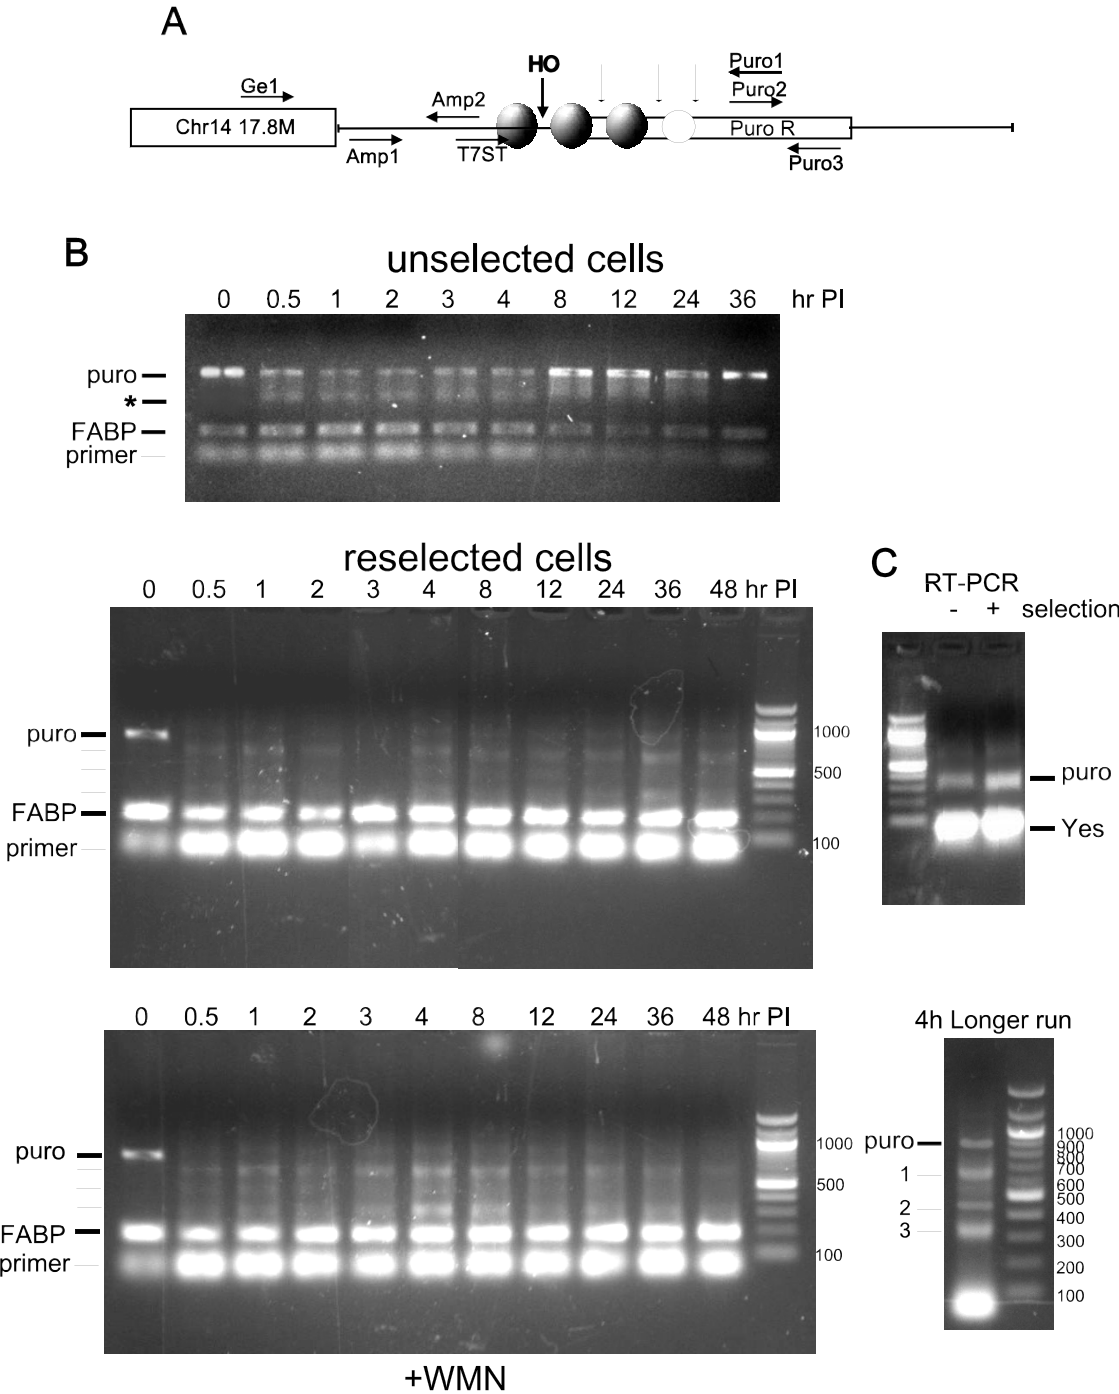 A
HO
Puro1
Puro2
Ge1
Amp2
Chr14 17.8M
Puro R
Amp1
T7ST
Puro3
B
unselected cells
0 0.5 1 2 3 4 8 12 24 36 hr PI
puro
*
FABP
primer
reselected cells
0 0.5 1 2 3 4 8 12 24 36 48 hr PI
puro
1000
500
FABP
primer
100
C
RT-PCR
- + selection
puro
Yes
0 0.5 1 2 3 4 8 12 24 36 48 hr PI
puro
1000
500
FABP
primer
100
+WMN
4h Longer run
puro
1
2
3
1000
900
800
700
600
500
400
300
200
100